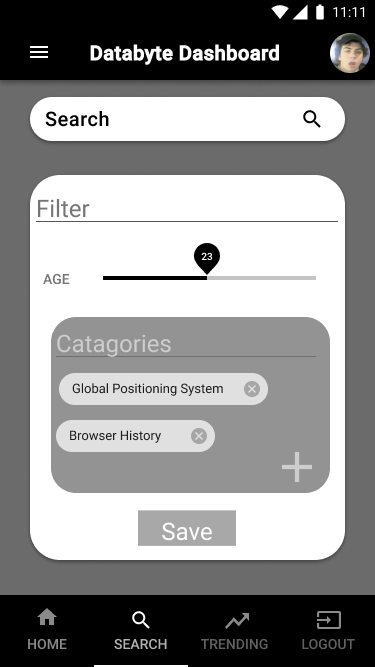 11:11
Databyte Dashboard
Search
Filter
23
AGE
Catagories
Global Positioning System
Browser History
Save
HOME SEARCH TRENDING LOGOUT